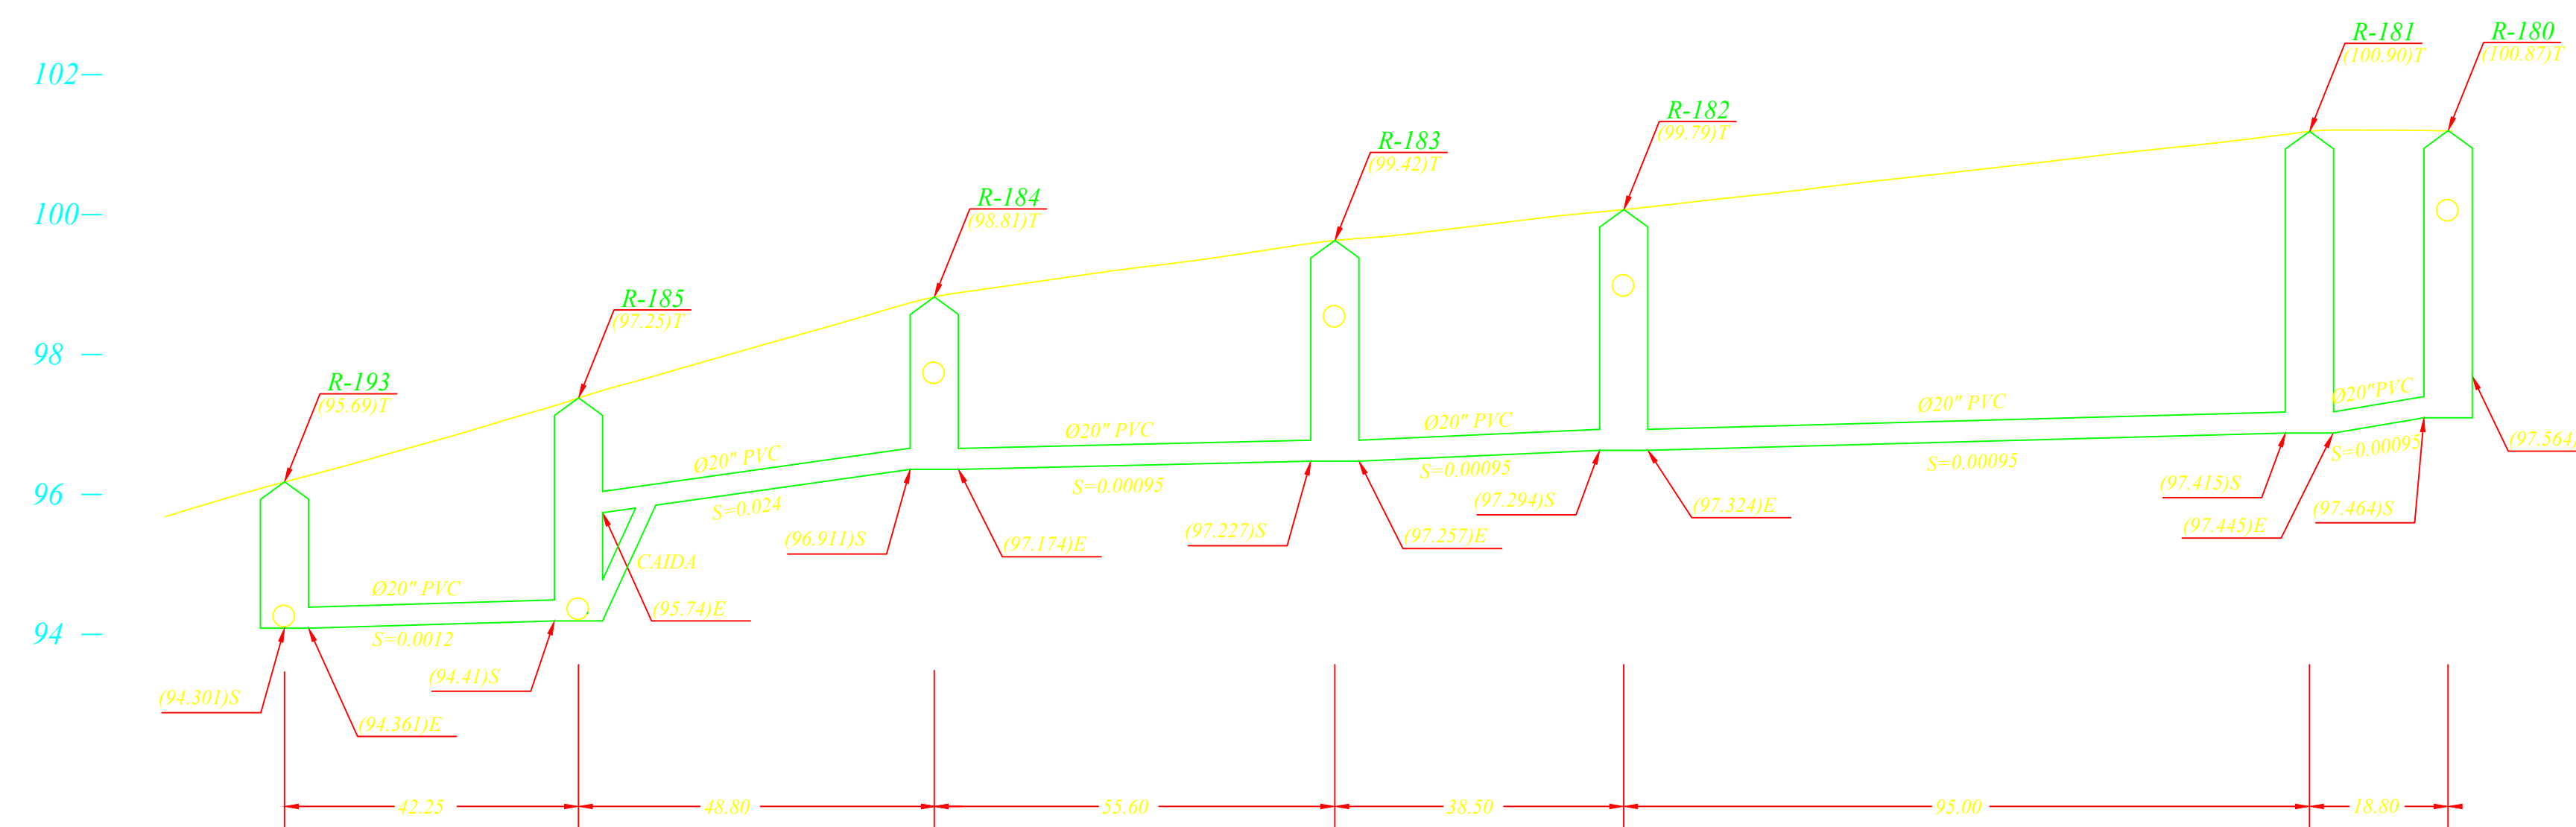 102
100
98
96
94
R-193
(95.69)T
R-185
(97.25)T
R-184
(98.81)T
R-183
(99.42)T
R-182
(99.79)T
R-181
(100.90)T
R-180
(100.87)T
Ø20" PVC
S=0.0012
Ø20" PVC
S=0.024
CAIDA
Ø20" PVC
S=0.00095
Ø20" PVC
S=0.00095
Ø20" PVC
S=0.00095
Ø20"PVC
S=0.00095
(94.301)S
(94.361)E
(94.41)S
(95.74)E
(96.911)S
(97.174)E
(97.227)S
(97.257)E
(97.294)S
(97.324)E
(97.415)S
(97.445)E
(97.464)S
(97.564)
42.25
48.80
55.60
38.50
95.00
18.80